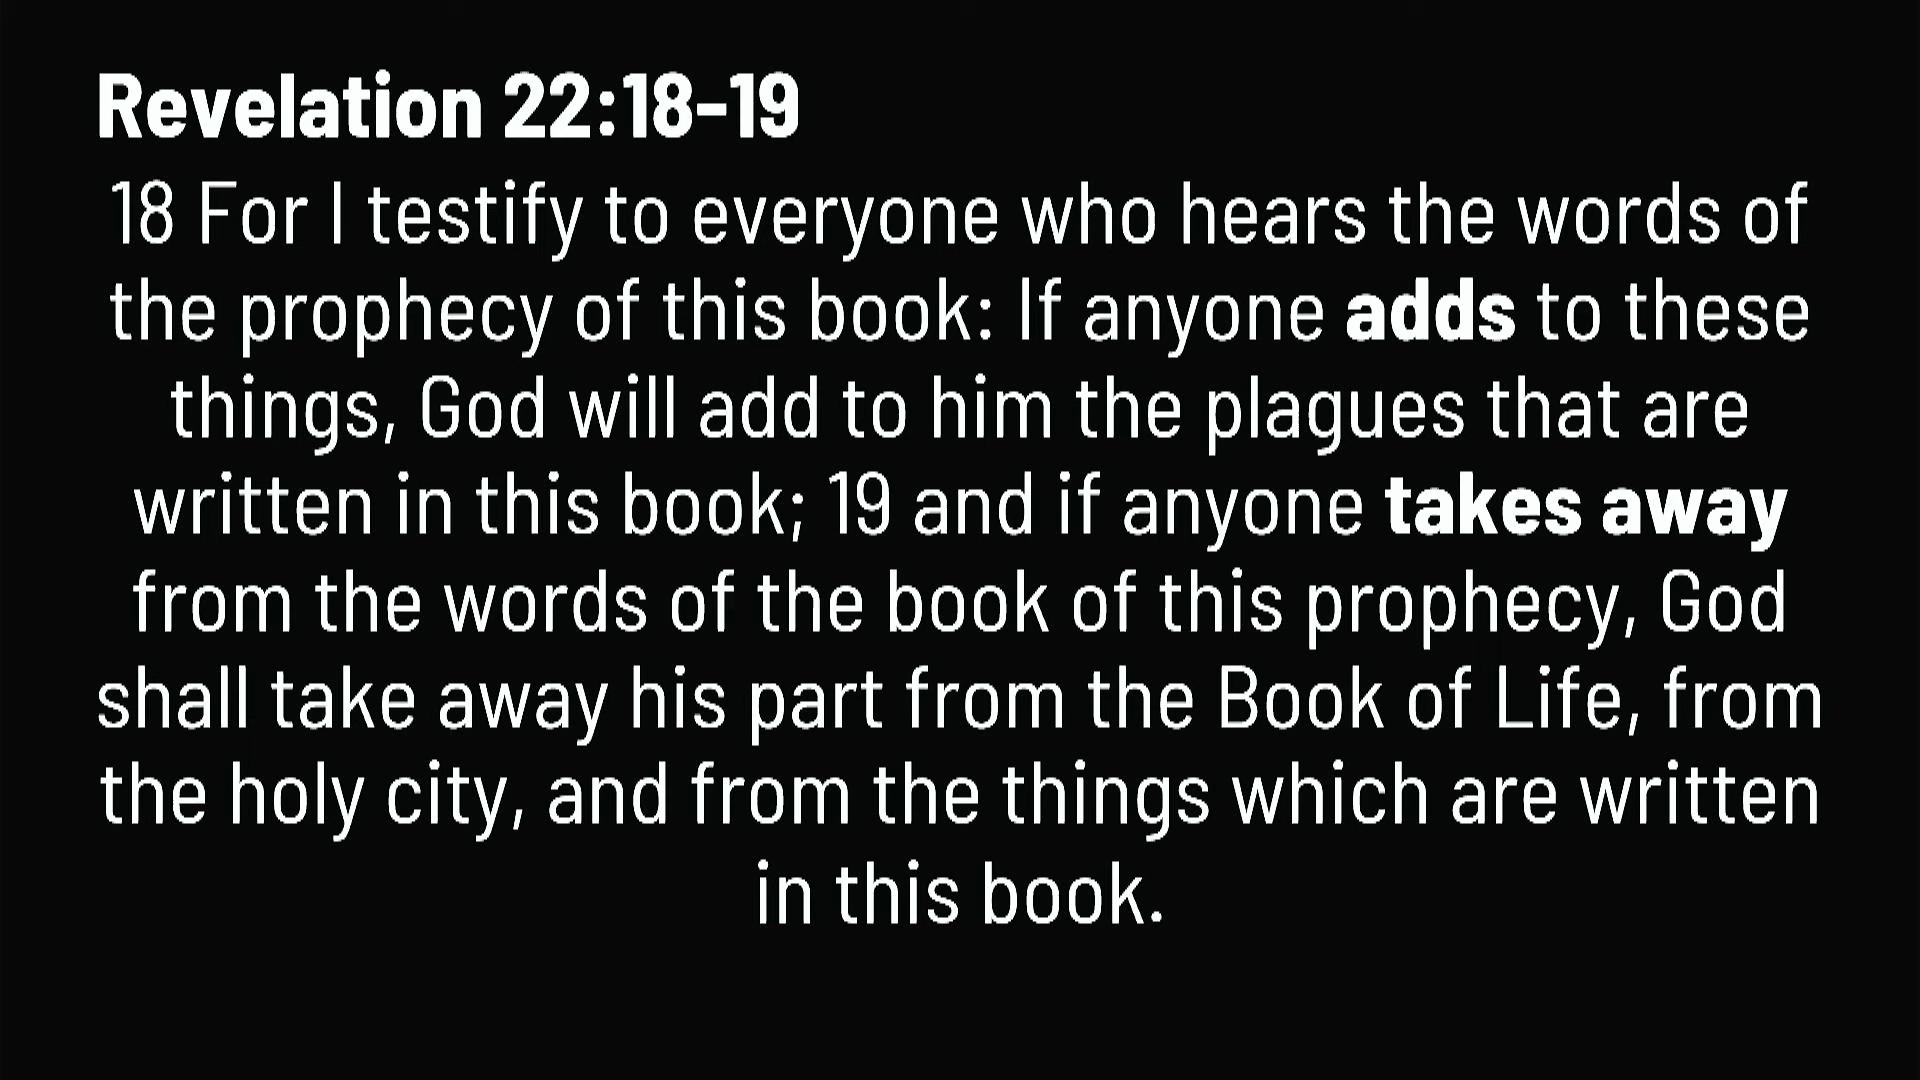 Revelation 22:18-19
18 For I testify to everyone who hears the words of
the prophecy of this book: If anyone adds to these
things, God will add to him the plagues that are
written in this book; 19 and if anyone takes away
from the words of the book of this prophecy, God
shall take away his part from the Book of Life, from
the holy city, and from the things which are written
in this book.